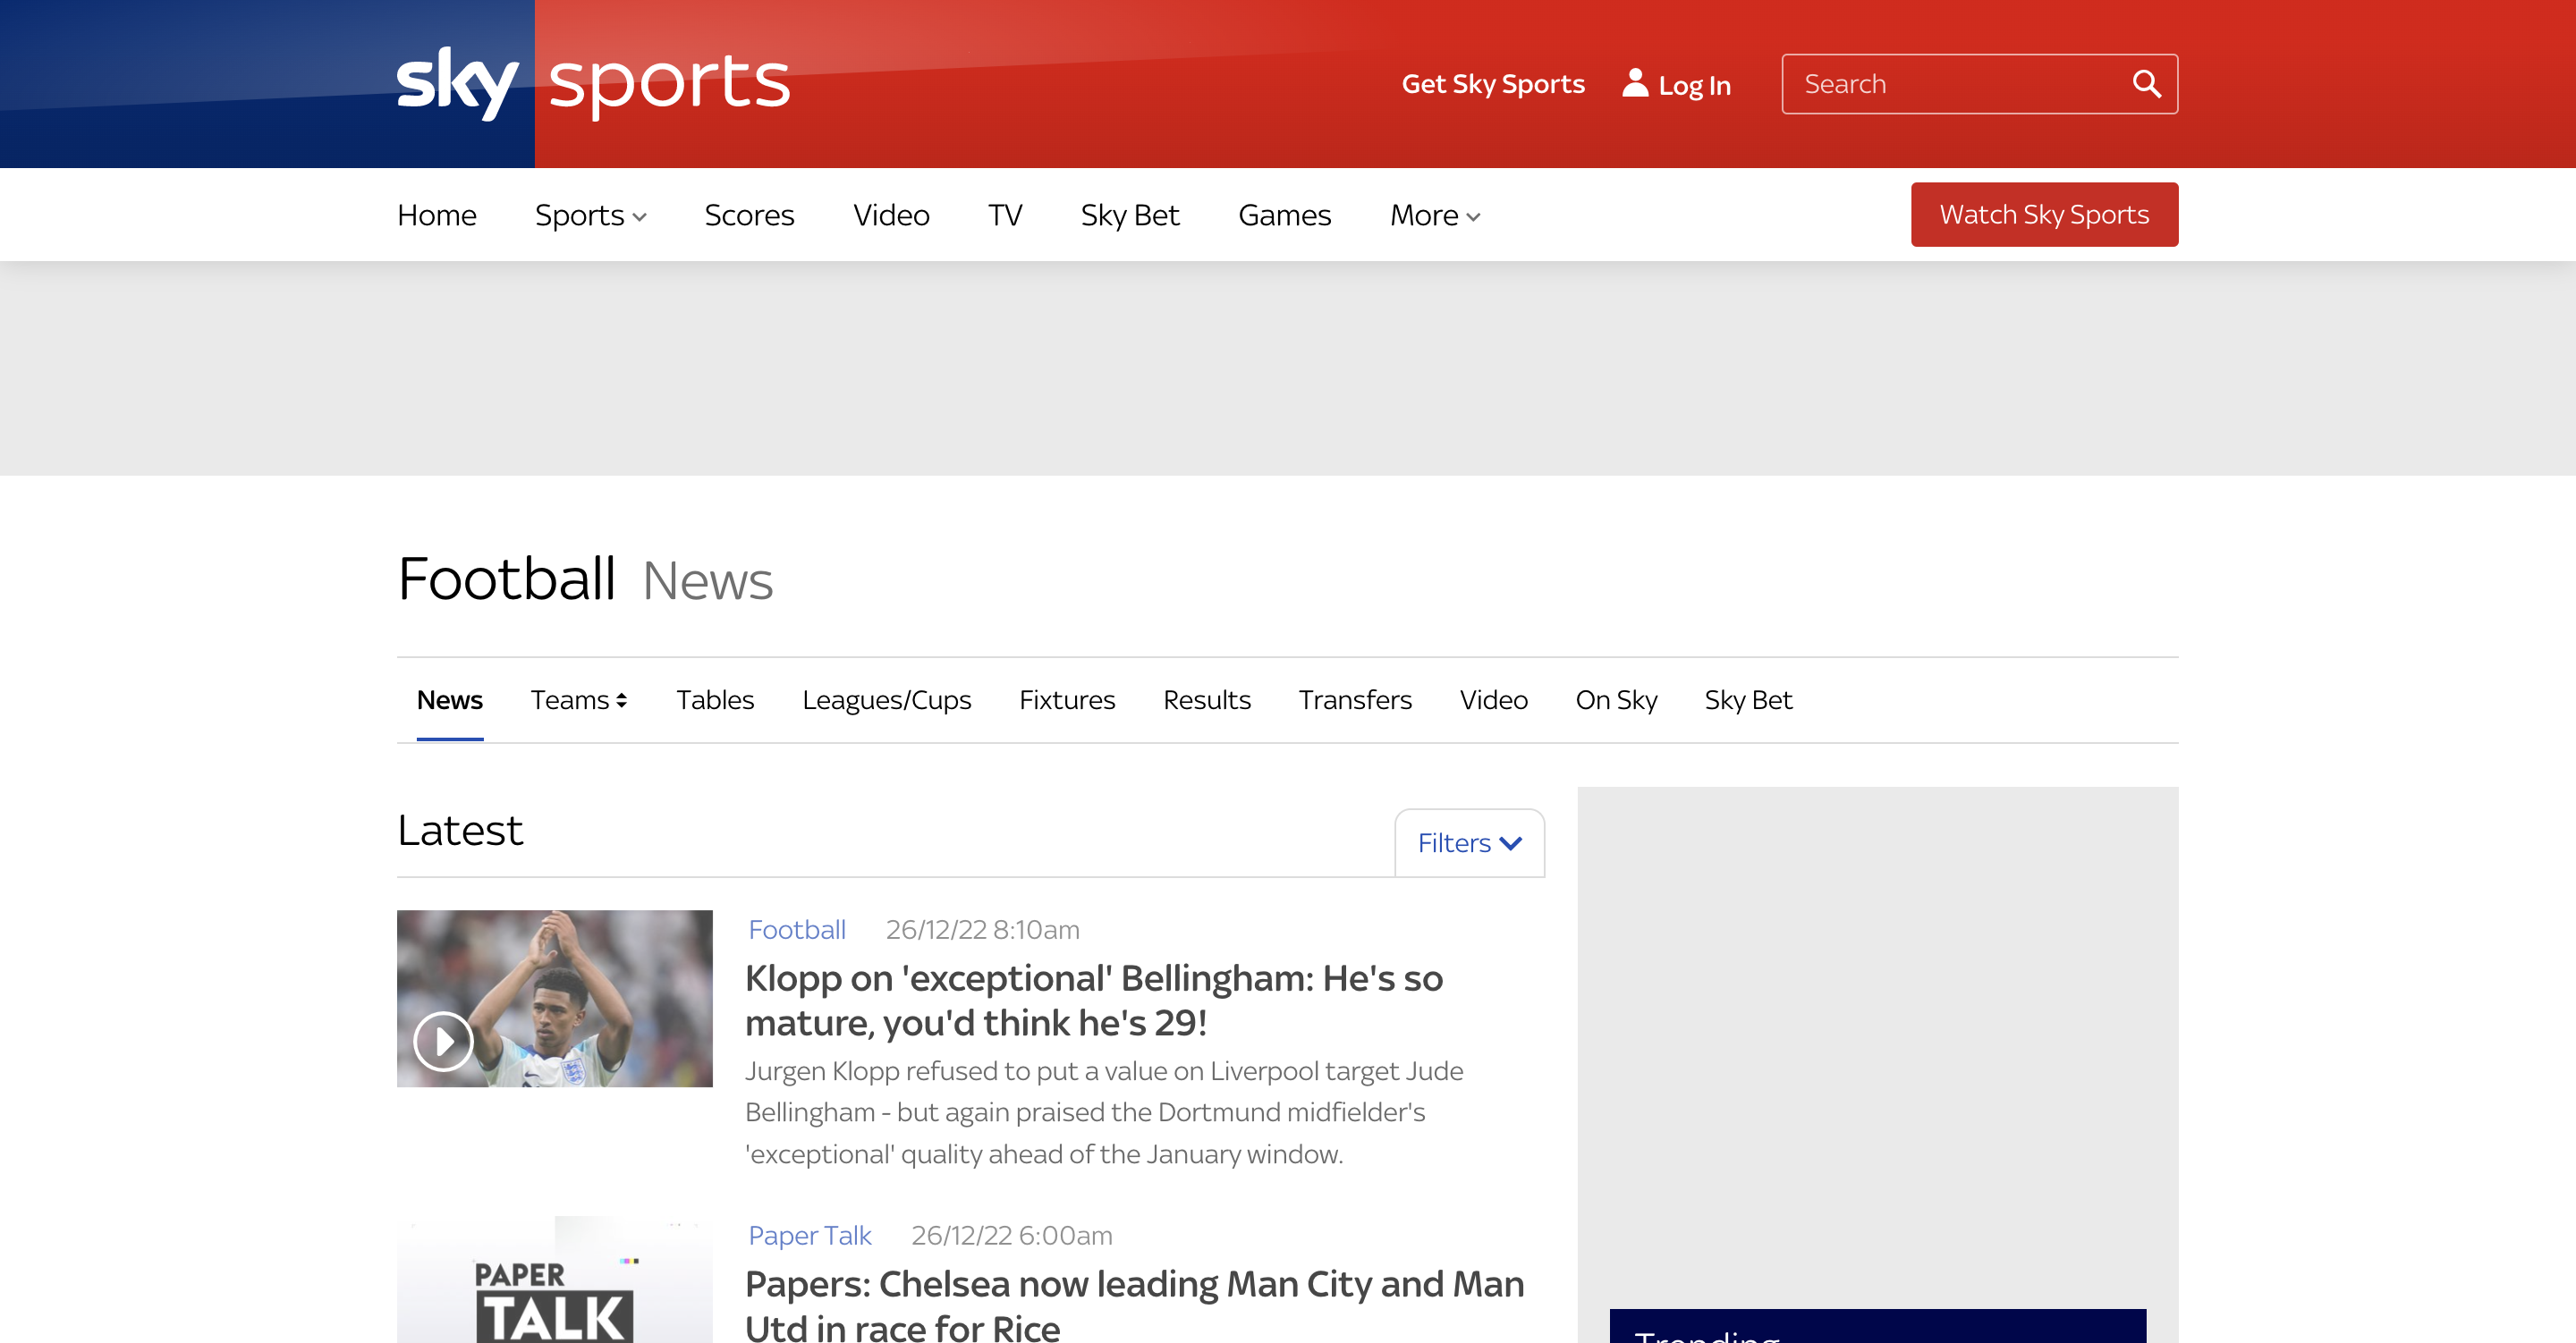 sky sports
Get Sky Sports
Log In
Search
Home
Sports
Scores
Video
TV
Sky Bet
Games
More
Watch Sky Sports
Football News
News
Teams
Tables
Leagues/Cups
Fixtures
Results
Transfers
Video
On Sky
Sky Bet
Latest
Filters
Football 26/12/22 8:10am
Klopp on 'exceptional' Bellingham: He's so
mature, you'd think he's 29!
Jurgen Klopp refused to put a value on Liverpool target Jude
Bellingham - but again praised the Dortmund midfielder's
'exceptional' quality ahead of the January window.
PAPER
TALK
Paper Talk 26/12/22 6:00am
Papers: Chelsea now leading Man City and Man
Utd in race for Rice
Trending